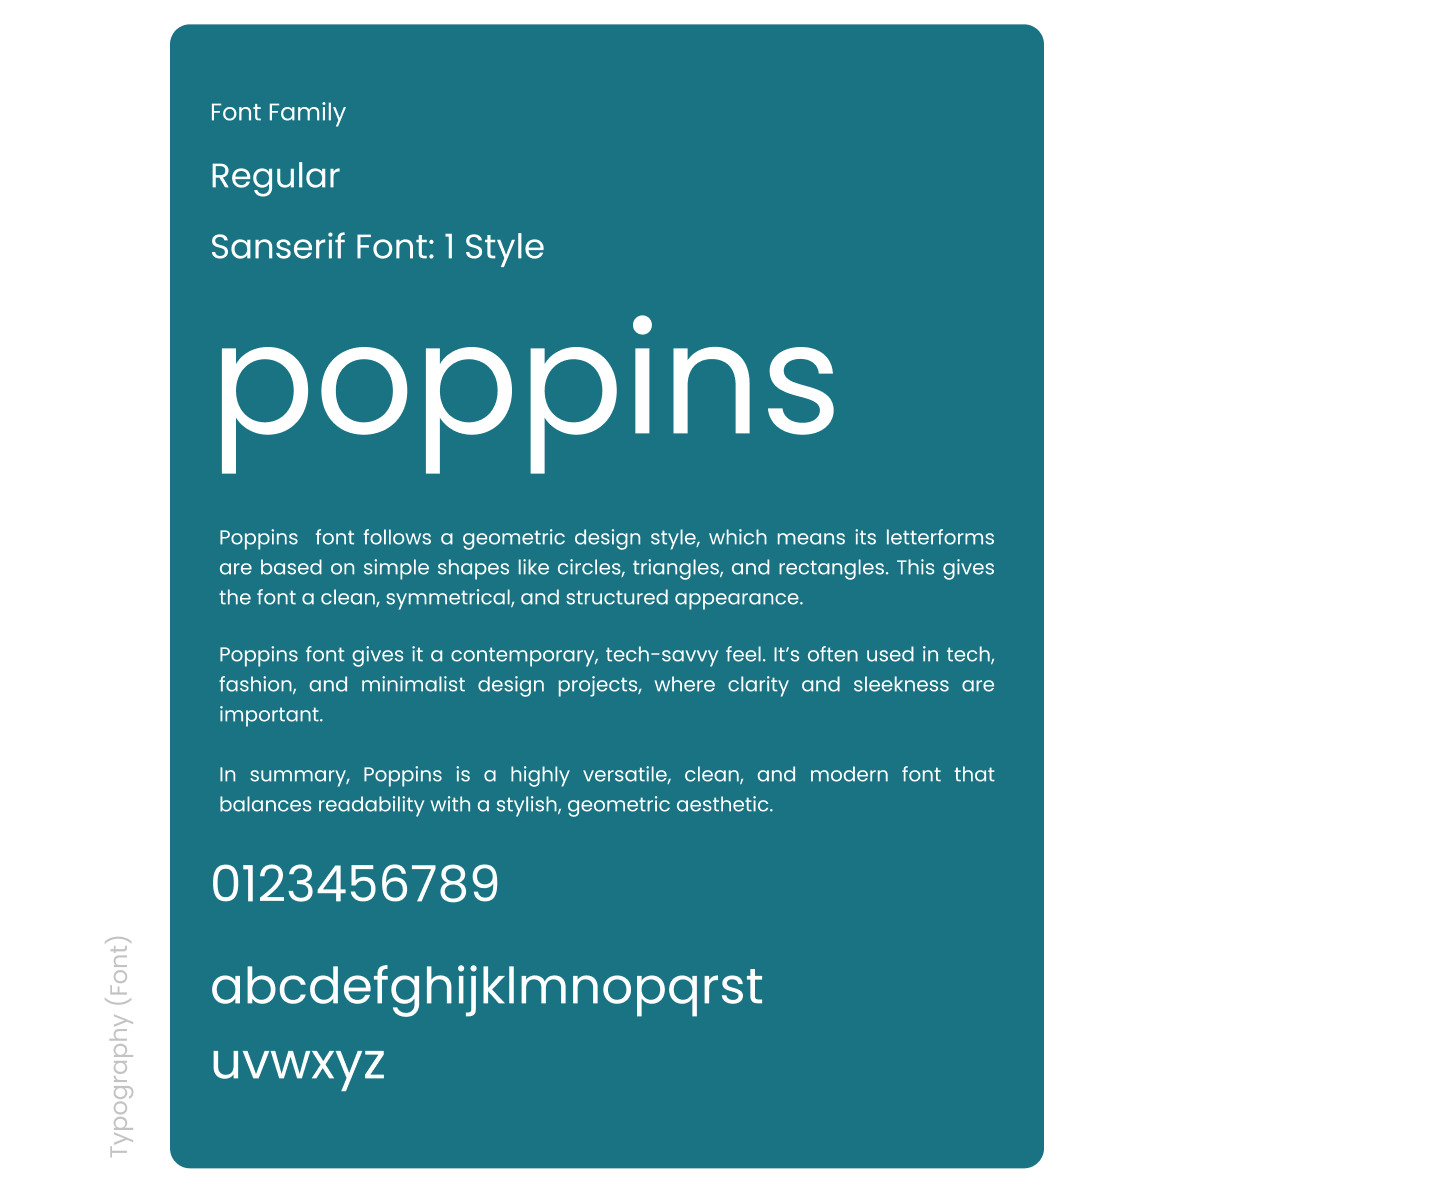 Font Family
Regular
Sanserif Font: 1 Style
poppins
Poppins font follows a geometric design style, which means its letterforms
are based on simple shapes like circles, triangles, and rectangles. This gives
the font a clean, symmetrical, and structured appearance.
Poppins font gives it a contemporary, tech-savvy feel. It’s often used in tech,
fashion, and minimalist design projects, where clarity and sleekness are
important.
In summary, Poppins is a highly versatile, clean, and modern font that
balances readability with a stylish, geometric aesthetic.
0123456789
abcdefghijklmnopqrst
uvwxyz
Typography (Font)